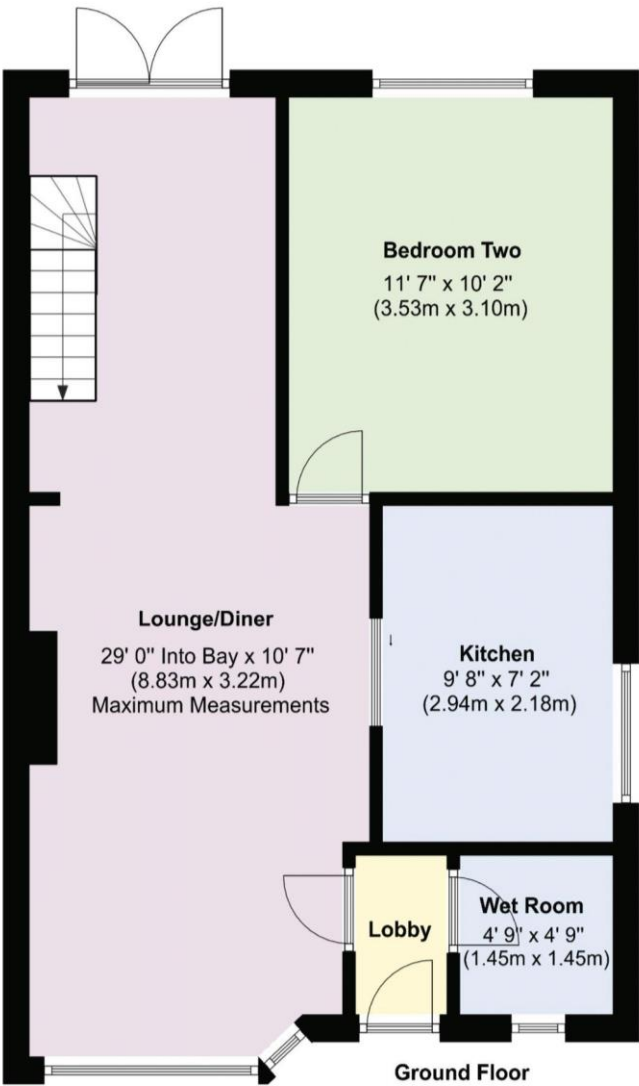 Bedroom Two
11' 7" x 10' 2"
(3.53m x 3.10m)
Lounge/Diner
29' 0" Into Bay x 10' 7"
(8.83m x 3.22m)
Maximum Measurements
Kitchen
9' 8" x 7' 2"
(2.94m x 2.18m)
Lobby
Wet Room
4' 9" x 4' 9"
(1.45m x 1.45m)
Ground Floor